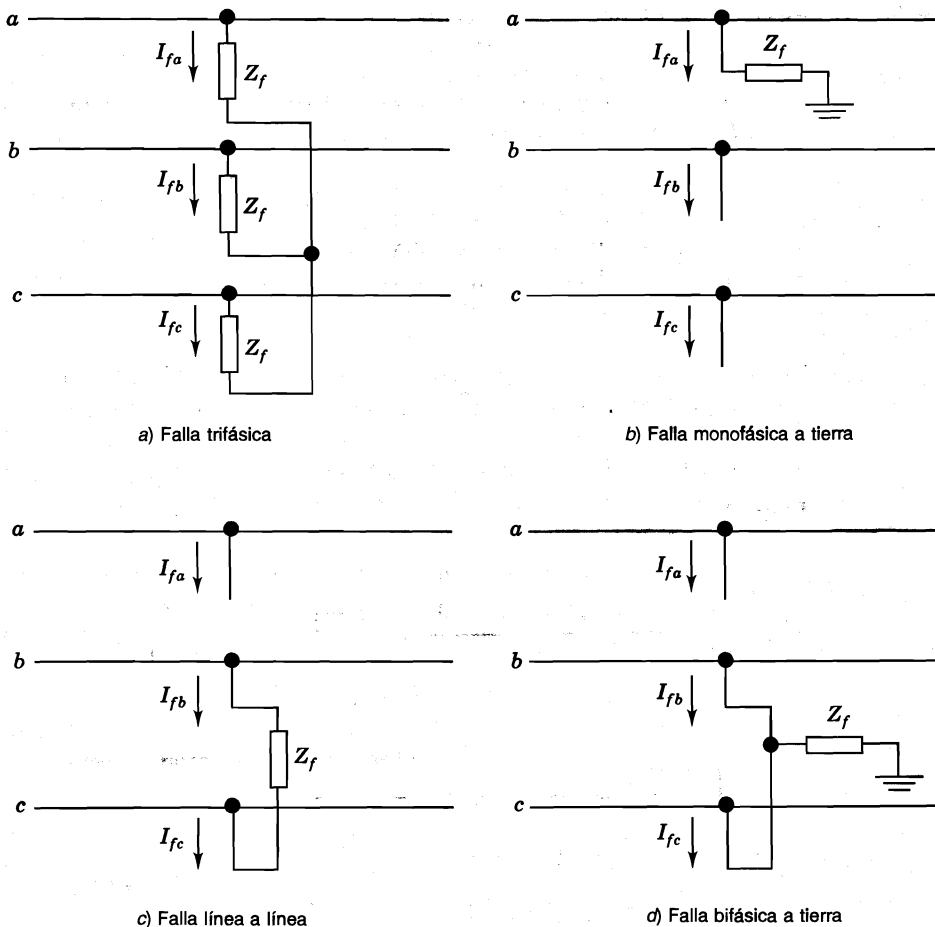 a
I_fa
Z_f
b
I_fb
Z_f
c
I_fc
Z_f
a) Falla trifásica
a
I_fa
Z_f
b
I_fb
c
I_fc
b) Falla monofásica a tierra
a
I_fa
b
I_fb
Z_f
c
I_fc
c) Falla línea a línea
a
I_fa
b
I_fb
Z_f
c
I_fc
d) Falla bifásica a tierra